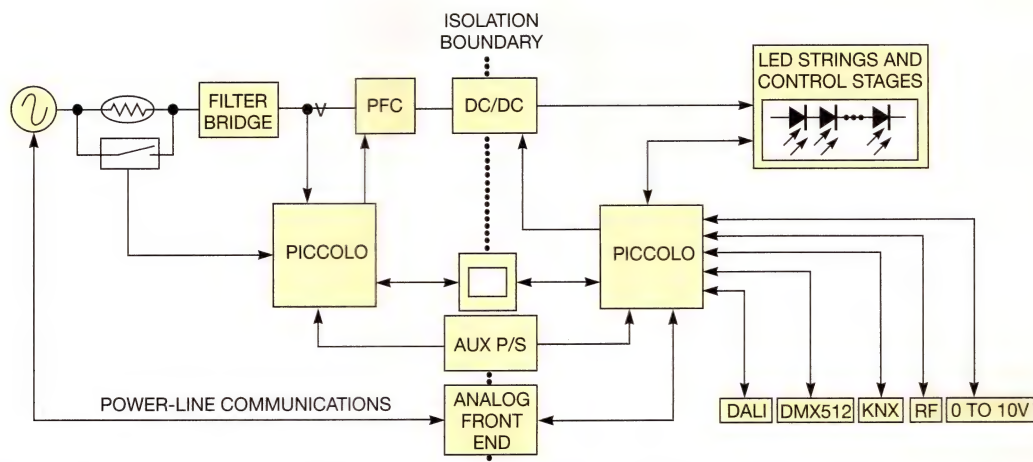 ISOLATION
BOUNDARY
LED STRINGS AND
CONTROL STAGES
FILTER
BRIDGE
V
PFC
DC/DC
PICCOLO
PICCOLO
AUX P/S
POWER-LINE COMMUNICATIONS
ANALOG
FRONT
END
DALI
DMX512
KNX
RF
0 TO 10V